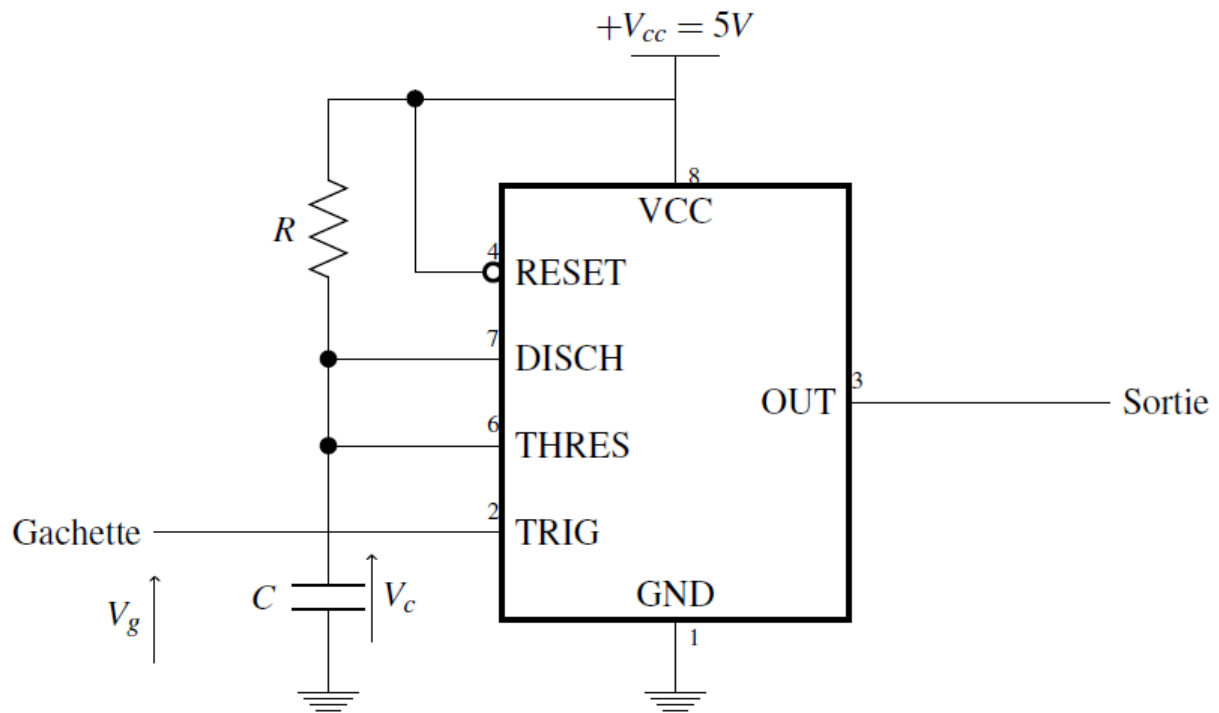 +Vcc = 5V
8
VCC
R
4
RESET
7
DISCH
3
OUT
Sortie
6
THRES
2
Gachette
TRIG
C
Vc
GND
Vg
1